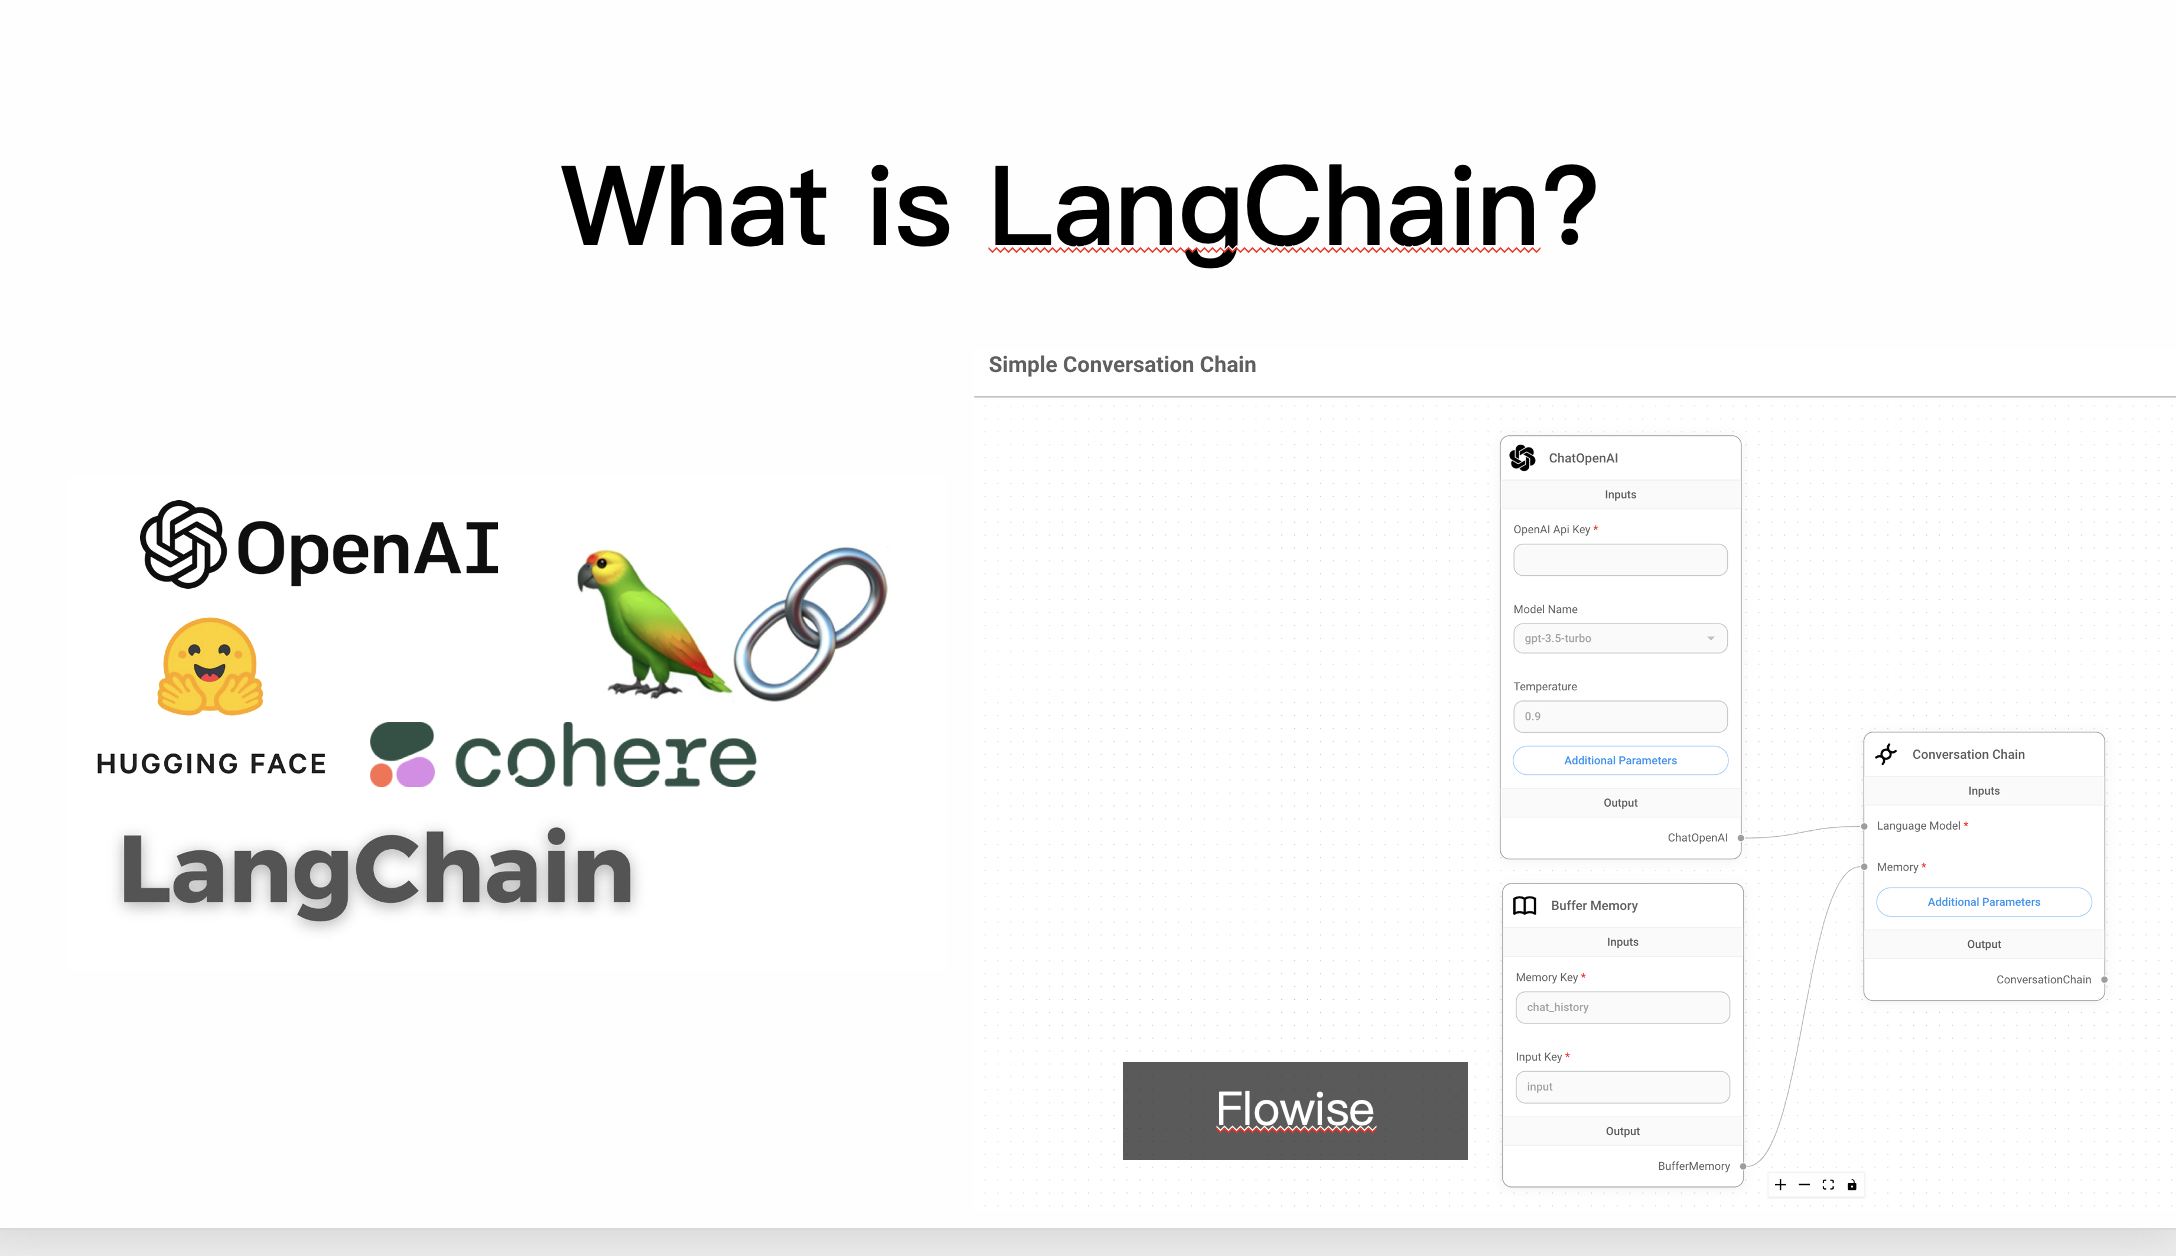 What is LangChain?
OpenAI
HUGGING FACE
cohere
LangChain
Simple Conversation Chain
ChatOpenAI
Inputs
OpenAI Api Key *
Model Name
gpt-3.5-turbo
Temperature
0.9
Additional Parameters
Output
ChatOpenAI
Buffer Memory
Inputs
Memory Key *
chat_history
Input Key *
input
Output
BufferMemory
Conversation Chain
Inputs
Language Model *
Memory *
Additional Parameters
Output
ConversationChain
Flowise